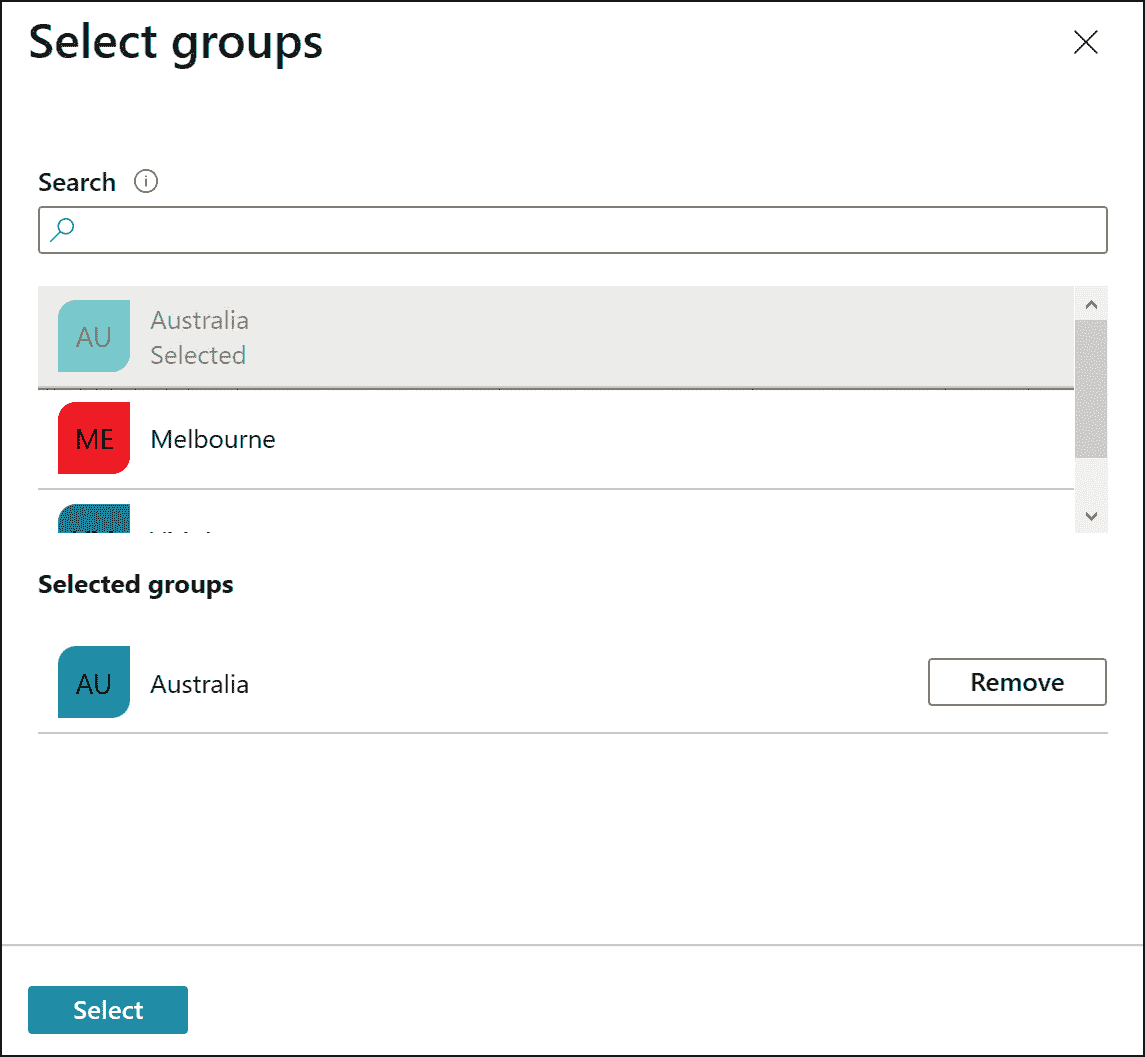 Select groups
Search
AU
Australia
Selected
ME
Melbourne
Selected groups
AU
Australia
Remove
Select